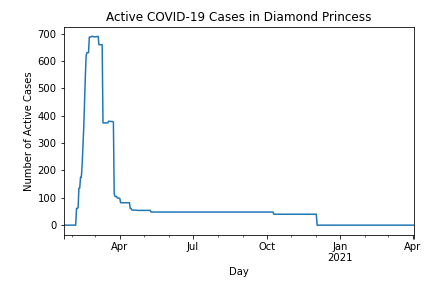 Active COVID-19 Cases in Diamond Princess
700
600
500
400
300
200
100
0
Number of Active Cases
Apr
Jul
Oct
Jan
2021
Apr
Day